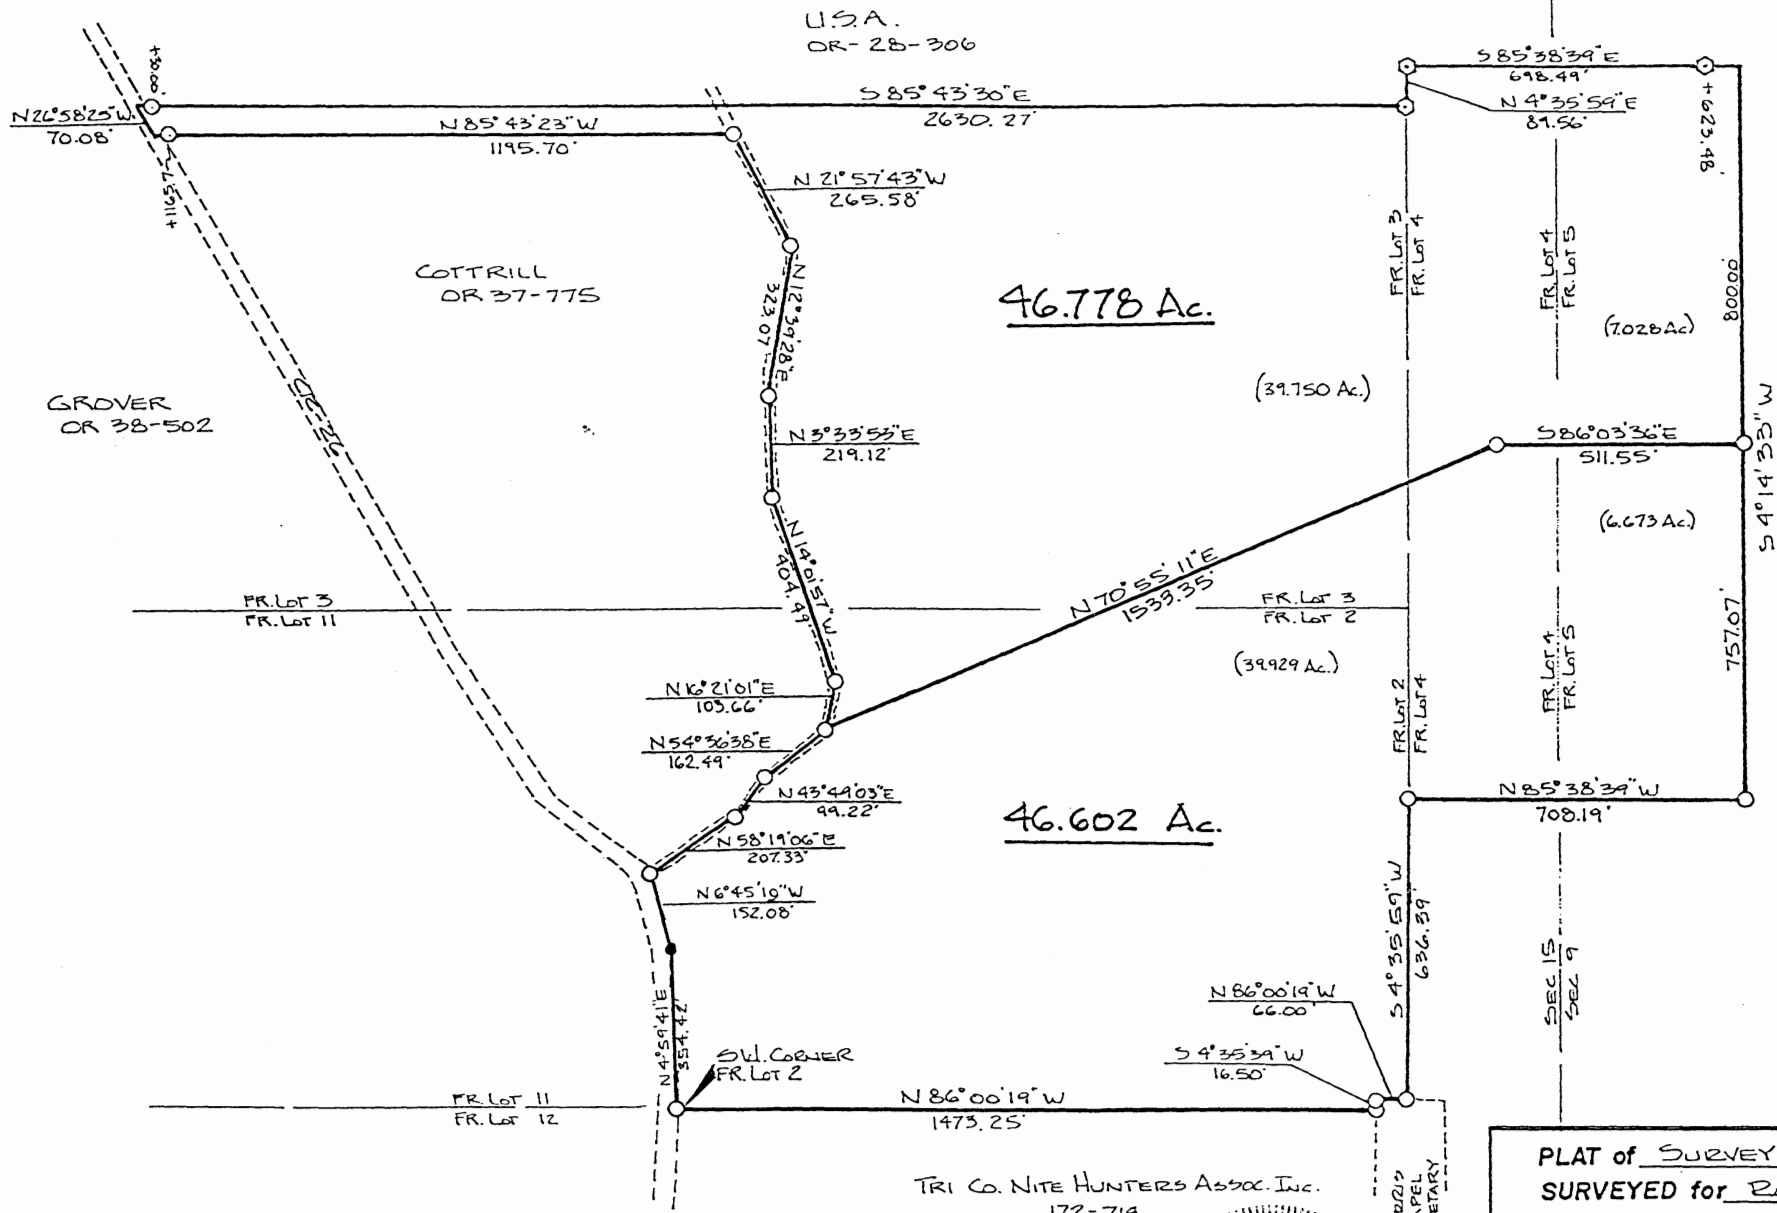 U.S.A.
OR-28-306
S 85°38'39" E
698.49'
N 4°35'59" E
89.56'
+623.48'
+30.00'
S 85°43'30" E
2630.27'
N 26°58'25" W
70.08'
N 85°43'23" W
1195.70'
+1165.7
N 21°57'43" W
265.58'
COTTRILL
OR 37-775
N 12°39'28" E
323.07
46.778 Ac.
FR. LOT 3
FR. LOT 4
FR. LOT 4
FR. LOT 5
800.00'
(7.028 Ac)
(39.750 Ac.)
GROVER
OR 38-502
N 3°33'53" E
219.12'
S 86°03'36" E
511.55'
S 4°14'33" W
(6.673 Ac.)
N 14°01'57" W
404.49'
N 70°55'11" E
1533.35'
FR. LOT 3
FR. LOT 11
FR. LOT 3
FR. LOT 2
(39.929 Ac.)
FR. LOT 4
FR. LOT 5
757.07'
N 16°21'01" E
103.66'
FR. LOT 2
FR. LOT 4
N 54°36'38" E
162.49'
N 43°49'03" E
99.22'
46.602 Ac.
N 85°38'39" W
708.19'
N 58°19'06" E
207.33'
N 6°45'19" W
152.08'
S 4°35'59" W
636.39'
SEC 15
SEC 9
N 86°00'19" W
66.00'
N 4°59'41" E
354.42'
S.W. CORNER
FR. LOT 2
S 4°35'39" W
16.50'
FR. LOT 11
FR. LOT 12
N 86°00'19" W
1473.25'
TRI CO. NITE HUNTERS ASSOC. INC.
172-714
PLAT of SURVEY
SURVEYED for